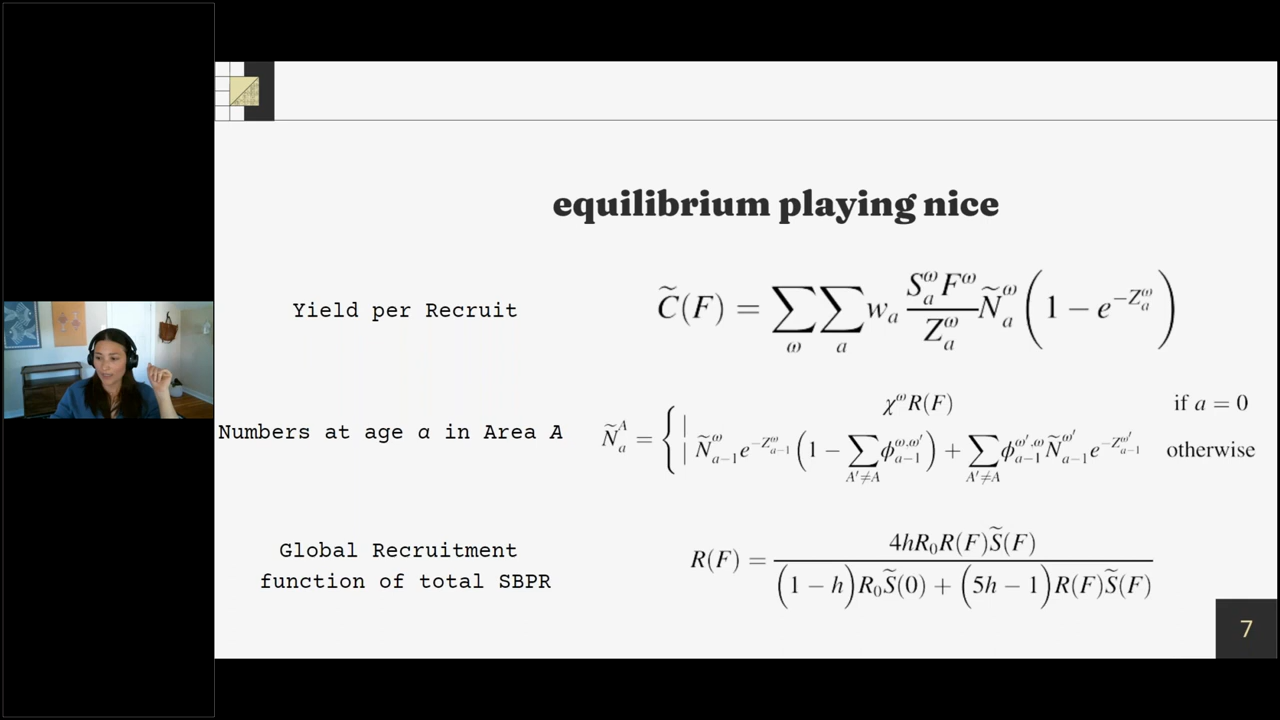 equilibrium playing nice
Yield per Recruit
C̃(F) = ∑_ω ∑_a w_a (S_a^ω F^ω / Z_a^ω) Ñ_a^ω (1 − e^{−Z_a^ω})
Numbers at age α in Area A
Ñ_a^A = { | χ^ω R(F) if a = 0
| Ñ_{a−1}^ω e^{−Z_{a−1}^ω} (1 − ∑_{A′≠A} ϕ_{a−1}^{ω.ω′}) + ∑_{A′≠A} ϕ_{a−1}^{ω′.ω} Ñ_{a−1}^{ω′} e^{−Z_{a−1}^{ω′}} otherwise
Global Recruitment
function of total SBPR
R(F) = 4hR_0R(F)S̃(F) / ((1 − h)R_0S̃(0) + (5h − 1)R(F)S̃(F))
7